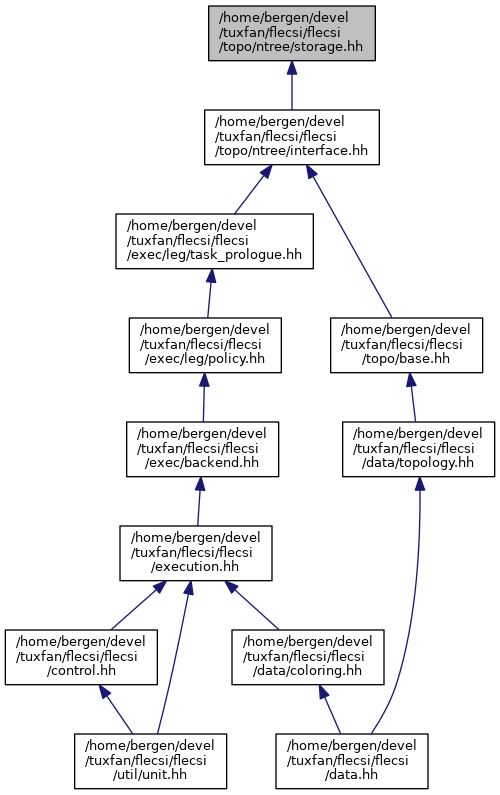 /home/bergen/devel
/tuxfan/flecsi/flecsi
/topo/ntree/storage.hh
/home/bergen/devel
/tuxfan/flecsi/flecsi
/topo/ntree/interface.hh
/home/bergen/devel
/tuxfan/flecsi/flecsi
/exec/leg/task_prologue.hh
/home/bergen/devel
/tuxfan/flecsi/flecsi
/exec/leg/policy.hh
/home/bergen/devel
/tuxfan/flecsi/flecsi
/topo/base.hh
/home/bergen/devel
/tuxfan/flecsi/flecsi
/exec/backend.hh
/home/bergen/devel
/tuxfan/flecsi/flecsi
/data/topology.hh
/home/bergen/devel
/tuxfan/flecsi/flecsi
/execution.hh
/home/bergen/devel
/tuxfan/flecsi/flecsi
/control.hh
/home/bergen/devel
/tuxfan/flecsi/flecsi
/data/coloring.hh
/home/bergen/devel
/tuxfan/flecsi/flecsi
/util/unit.hh
/home/bergen/devel
/tuxfan/flecsi/flecsi
/data.hh